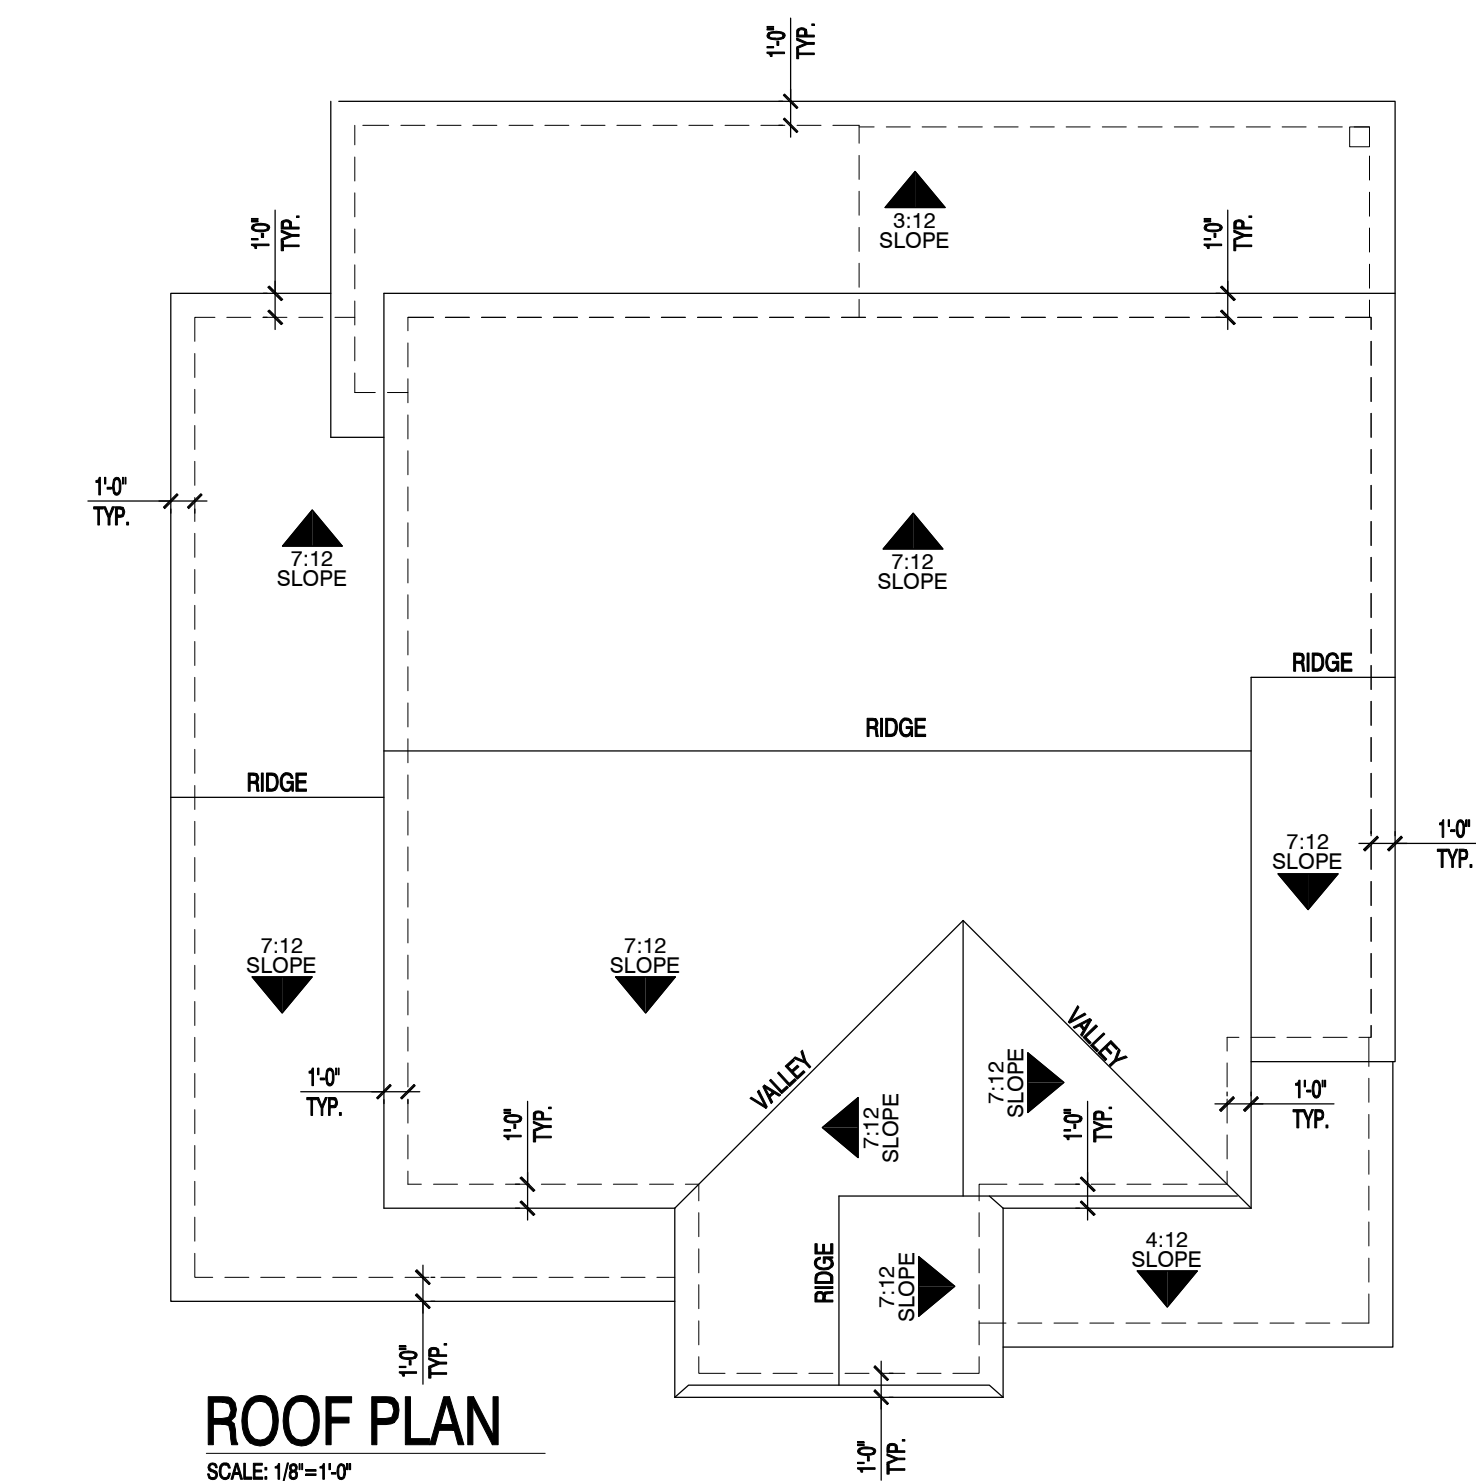 1'-0"
TYP.
3:12
SLOPE
1'-0"
TYP.
1'-0"
TYP.
1'-0"
TYP.
7:12
SLOPE
7:12
SLOPE
RIDGE
RIDGE
RIDGE
1'-0"
TYP.
7:12
SLOPE
7:12
SLOPE
7:12
SLOPE
VALLEY
VALLEY
1'-0"
TYP.
1'-0"
TYP.
7:12
SLOPE
7:12
SLOPE
1'-0"
TYP.
1'-0"
TYP.
RIDGE
7:12
SLOPE
4:12
SLOPE
1'-0"
TYP.
1'-0"
TYP.
ROOF PLAN
SCALE: 1/8"=1'-0"